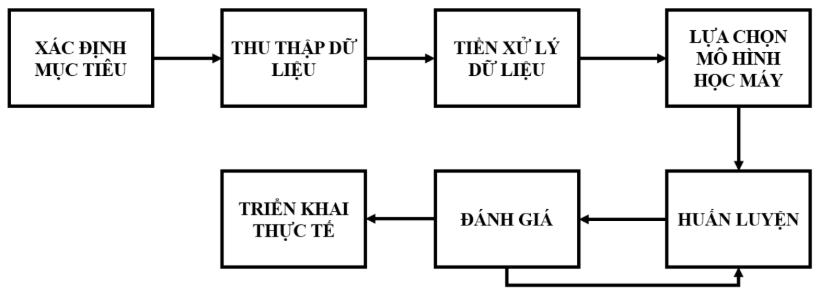 XÁC ĐỊNH
MỤC TIÊU
THU THẬP DỮ
LIỆU
TIỀN XỬ LÝ
DỮ LIỆU
LỰA CHỌN
MÔ HÌNH
HỌC MÁY
HUẤN LUYỆN
ĐÁNH GIÁ
TRIỂN KHAI
THỰC TẾ